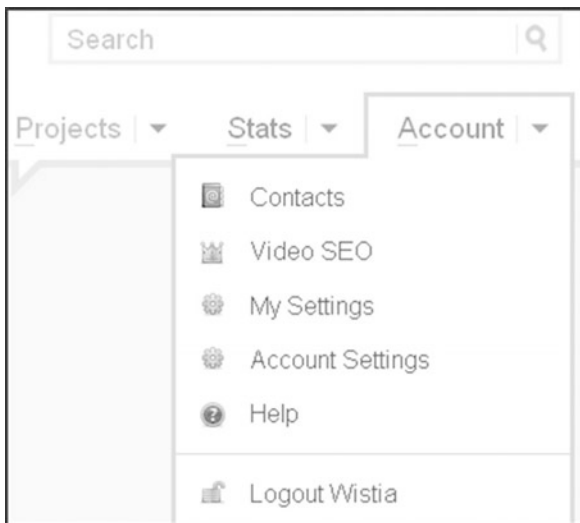 Search
Projects Stats Account
Contacts
Video SEO
My Settings
Account Settings
Help
Logout Wistia